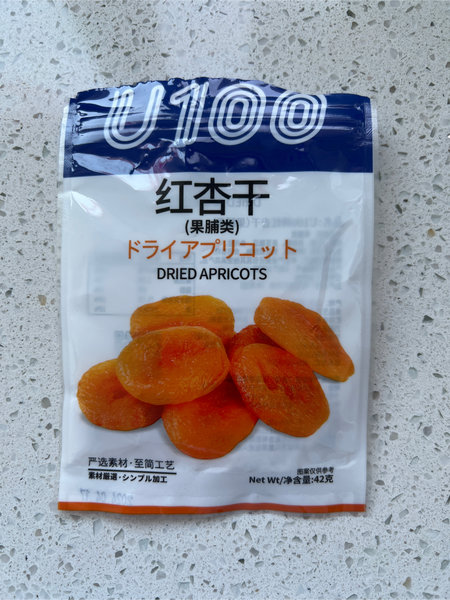 U100
红杏干
(果脯类)
ドライアプリコット
DRIED APRICOTS
严选素材·至简工艺
素材厳選·シンプル加工
图案仅供参考
Net Wt/净含量:42克